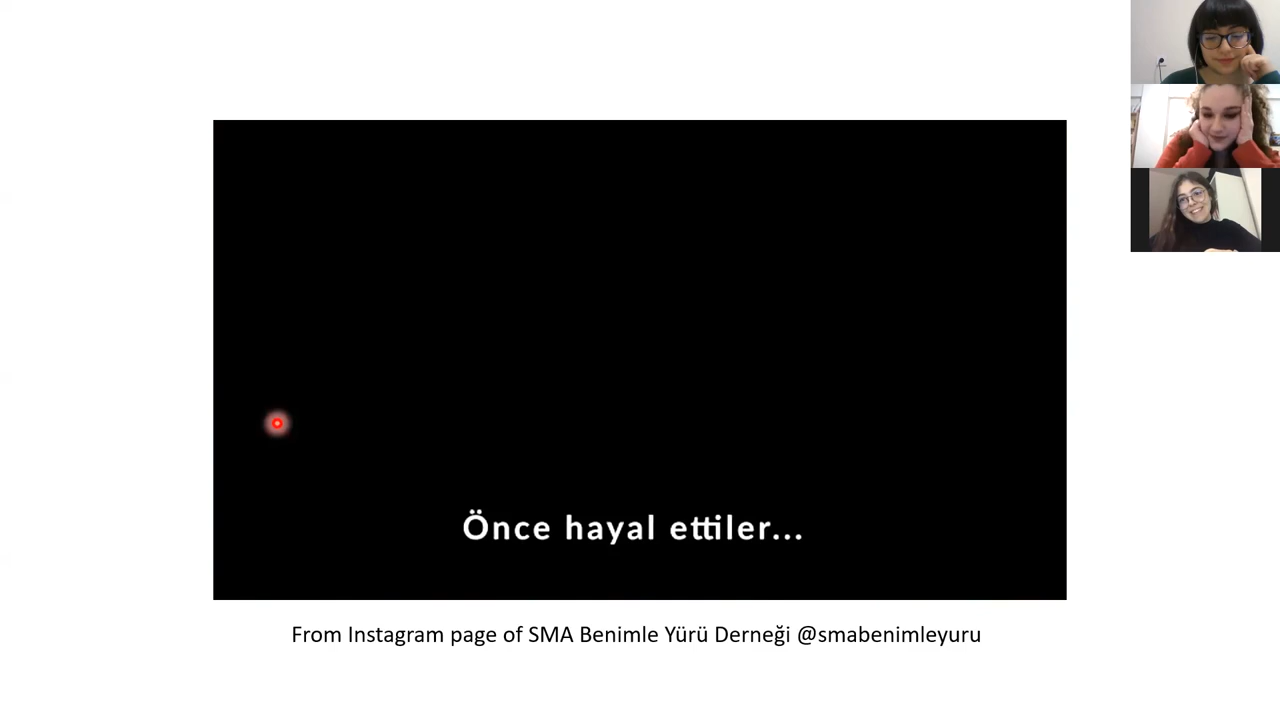 Önce hayal ettiler...
From Instagram page of SMA Benimle Yürü Derneği @smabenimleyuru